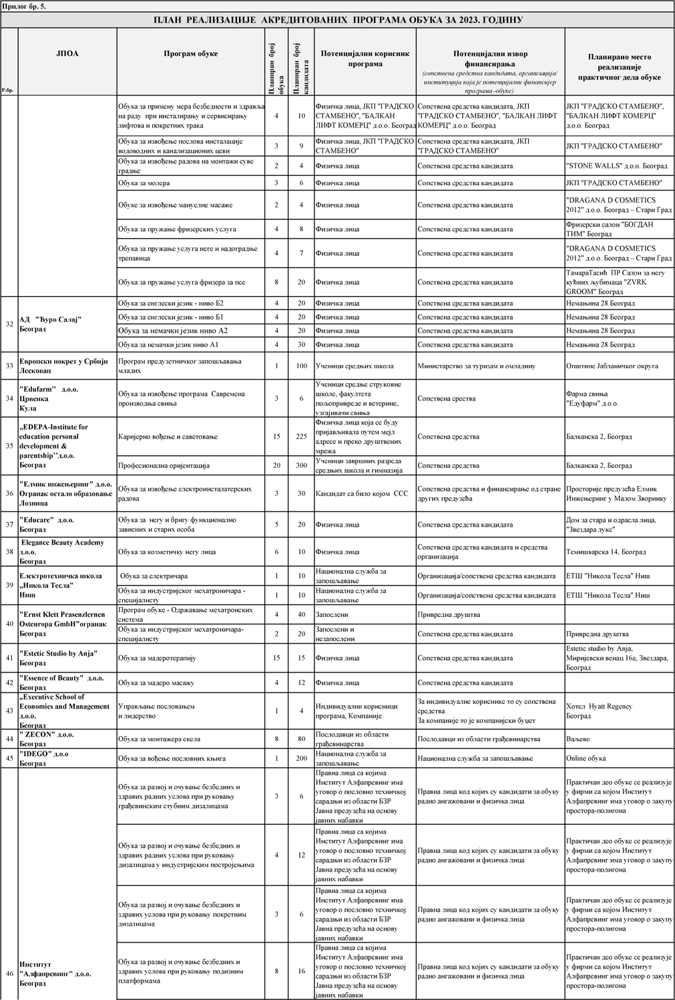 Прилог бр. 5.
ПЛАН РЕАЛИЗАЦИЈЕ АКРЕДИТОВАНИХ ПРОГРАМА ОБУКА ЗА 2023. ГОДИНУ
Р.бр.
ЈПОА
Програм обуке
Планиран број
обука
Планиран број
кандидата
Потенцијални корисник
програма
Потенцијални извор
финансирања
(сопствена средства кандидата, организација/
институција која је потенцијални финансијер
програма -обуке)
Планирано место
реализације
практичног дела обуке
Обука за примену мера безбедности и здравља
на раду при инсталирању и сервисирању
лифтова и покретних трака
4
10
Физичка лица, ЈКП "ГРАДСКО
СТАМБЕНО", "БАЛКАН
ЛИФТ КОМЕРЦ" д.о.о. Београд
Сопствена средства кандидата, ЈКП
"ГРАДСКО СТАМБЕНО", "БАЛКАН ЛИФТ
КОМЕРЦ" д.о.о. Београд
ЈКП "ГРАДСКО СТАМБЕНО",
"БАЛКАН ЛИФТ КОМЕРЦ"
д.о.о. Београд
Обука за извођење послова инсталације
водоводних и канализационих цеви
3
9
Физичка лица, ЈКП "ГРАДСКО
СТАМБЕНО"
Сопствена средства кандидата, ЈКП
"ГРАДСКО СТАМБЕНО"
ЈКП "ГРАДСКО СТАМБЕНО"
Обука за извођење радова на монтажи суве
градње
2
4
Физичка лица
Сопствена средства кандидата
"STONE WALLS" д.о.о. Београд
Обука за молера
3
6
Физичка лица
Сопствена средства кандидата
ЈКП "ГРАДСКО СТАМБЕНО"
Обуке за извођење мануелне масаже
2
4
Физичка лица
Сопствена средства кандидата
"DRAGANA D COSMETICS
2012" д.о.о. Београд – Стари Град
Обука за пружање фризерских услуга
4
8
Физичка лица
Сопствена средства кандидата
Фризерски салон "БОГДАН
ТИМ" Београд
Обука за пружање услуга неге и надоградње
трепавица
4
7
Физичка лица
Сопствена средства кандидата
"DRAGANA D COSMETICS
2012" д.о.о. Београд – Стари Град
Обука за пружање услуга фризера за псе
8
20
Физичка лица
Сопствена средства кандидата
ТамараТасић ПР Салон за негу
кућних љубимаца "ZVRK
GROOM" Београд
32
АД "Ђуро Салај"
Београд
Обука за енглески језик - ниво Б2
4
20
Физичка лица
Сопствена средства кандидата
Немањина 28 Београд
Обука за енглески језик - ниво Б1
4
20
Физичка лица
Сопствена средства кандидата
Немањина 28 Београд
Обука за немачки језик ниво А2
4
20
Физичка лица
Сопствена средства кандидата
Немањина 28 Београд
Обука за немачки језик ниво А1
4
30
Физичка лица
Сопствена средства кандидата
Немањина 28 Београд
33
Европски покрет у Србији
Лесковац
Програм предузетничког запошљавања
младих
1
100
Ученици средњих школа
Министарство за туризам и омладину
Општине Јабланичког округа
34
"Edufarm" д.о.о.
Црвенка
Кула
Обука за извођење програма Савремена
производња свиња
3
6
Ученици средње струковне
школе, факултета
пољопривреде и ветерине,
узгајивачи свиња
Сопствена срества
Фарма свиња
"Едуфарм" д.о.о.
35
„EDEPA-Institute for
education personal
development &
parentship’’д.о.о.
Београд
Каријерно вођење и саветовање
15
225
Физичка лица која се буду
пријављивала путем мејл
адресе и преко друштвених
мрежа
Сопствена средства
Балканска 2, Београд
Професионална оријентација
20
300
Ученици завршних разреда
средњих школа и гимназија
Сопствена средства
Балканска 2, Београд
36
"Елмик инжењеринг" д.о.о.
Огранак остало образовање
Лозница
Обука за извођење електроинсталатерских
радова
3
30
Кандидат са било којом ССС
Сопствена средства и финансирање од стране
других предузећа
Просторије предузећа Елмик
Инжењеринг у Малом Зворнику
37
"Educare" д.о.о.
Београд
Обука за негу и бригу функционално
зависних и старих особа
5
20
Физичка лица
Сопствена средства кандидата
Дом за стара и одрасла лица,
"Звездара лукс"
38
Elegance Beauty Academy
д.о.о.
Београд
Обука за козметичку негу лица
6
10
Физичка лица
Сопствена средства кандидата и средства
организација
Темишварска 14, Београд
39
Електротехничка школа
„Никола Тесла"
Ниш
Обука за електричара
1
10
Национална служба за
запошљавање
Организација/сопствена средства кандидата
ЕТШ "Никола Тесла" Ниш
Обука за индустријског мехатроничара -
специјалисту
1
10
Национална служба за
запошљавање
Организација/сопствена средства кандидата
ЕТШ "Никола Тесла" Ниш
40
"Ernst Klett Prasenzlernen
Osteuropa GmbH"огранак
Београд
Програм обуке - Одржавање мехатронских
система
4
40
Запослени
Привредна друштва
Обука за индустријског мехатроничара-
специјалисту
2
20
Запослени и
незапослени
Сопствена средства кандидата
Привредна друштва
41
"Estetic Studio by Anja"
Београд
Обука за мадеротерапију
15
15
Физичка лица
Сопствена средства кандидата
Estetic studio by Anja,
Миријевски венац 16а, Звездара,
Београд
42
"Essence of Beauty" д.о.о.
Београд
Обука за мадеро масажу
4
12
Физичка лица
Сопствена средства кандидата
43
„Executive School of
Economics and Management
д.о.о.
Београд
Управљање пословањем
и лидерство
1
4
Индивидуални корисници
програма, Компаније
За индивидуалне кориснике то су сопствена
средства
За компаније то је компанијски буџет
Хотел Hyatt Regency
Београд
44
" ZECON" д.о.о.
Београд
Обука за монтажера скела
8
80
Послодавци из области
грађевинарства
Послодавци из области грађевинарства
Ваљево
45
"IDEGO" д.о.о
Београд
Обука за вођење пословних књига
1
200
Национална служба за
запошљавање
Национална служба за запошљавање
Online обука
46
Институт
"Алфапревинг" д.о.о.
Београд
Обука за развој и очување безбедних и
здравих радних услова при руковању
грађевинским стубним дизалицама
3
6
Правна лица са којима
Институт Алфапревинг има
уговор о пословно техничкој
сарадњи из области БЗР
Јавна предузећа на основу
јавних набавки
Правна лица код којих су кандидати за обуку
радно ангажовани и физичка лица
Практичан део обуке се реализује
у фирми са којом Институт
Алфапревинг има уговор о закупу
простора-полигона
Обука за развој и очување безбедних и
здравих радних услова при руковању
дизалицама у индустријским постројењима
4
12
Правна лица са којима
Институт Алфапревинг има
уговор о пословно техничкој
сарадњи из области БЗР
Јавна предузећа на основу
јавних набавки
Правна лица код којих су кандидати за обуку
радно ангажовани и физичка лица
Практичан део обуке се реализује
у фирми са којом Институт
Алфапревинг има уговор о закупу
простора-полигона
Обука за развој и очување безбедних и
здравих услова при руковању покретним
дизалицама
3
6
Правна лица са којима
Институт Алфапревинг има
уговор о пословно техничкој
сарадњи из области БЗР
Јавна предузећа на основу
јавних набавки
Правна лица код којих су кандидати за обуку
радно ангажовани и физичка лица
Практичан део обуке се реализује
у фирми са којом Институт
Алфапревинг има уговор о закупу
простора-полигона
Обука за развој и очување безбедних и
здравих услова при руковању подизним
платформама
8
16
Правна лица са којима
Институт Алфапревинг има
уговор о пословно техничкој
сарадњи из области БЗР
Јавна предузећа на основу
јавних набавки
Правна лица код којих су кандидати за обуку
радно ангажовани и физичка лица
Практичан део обуке се реализује
у фирми са којом Институт
Алфапревинг има уговор о закупу
простора-полигона